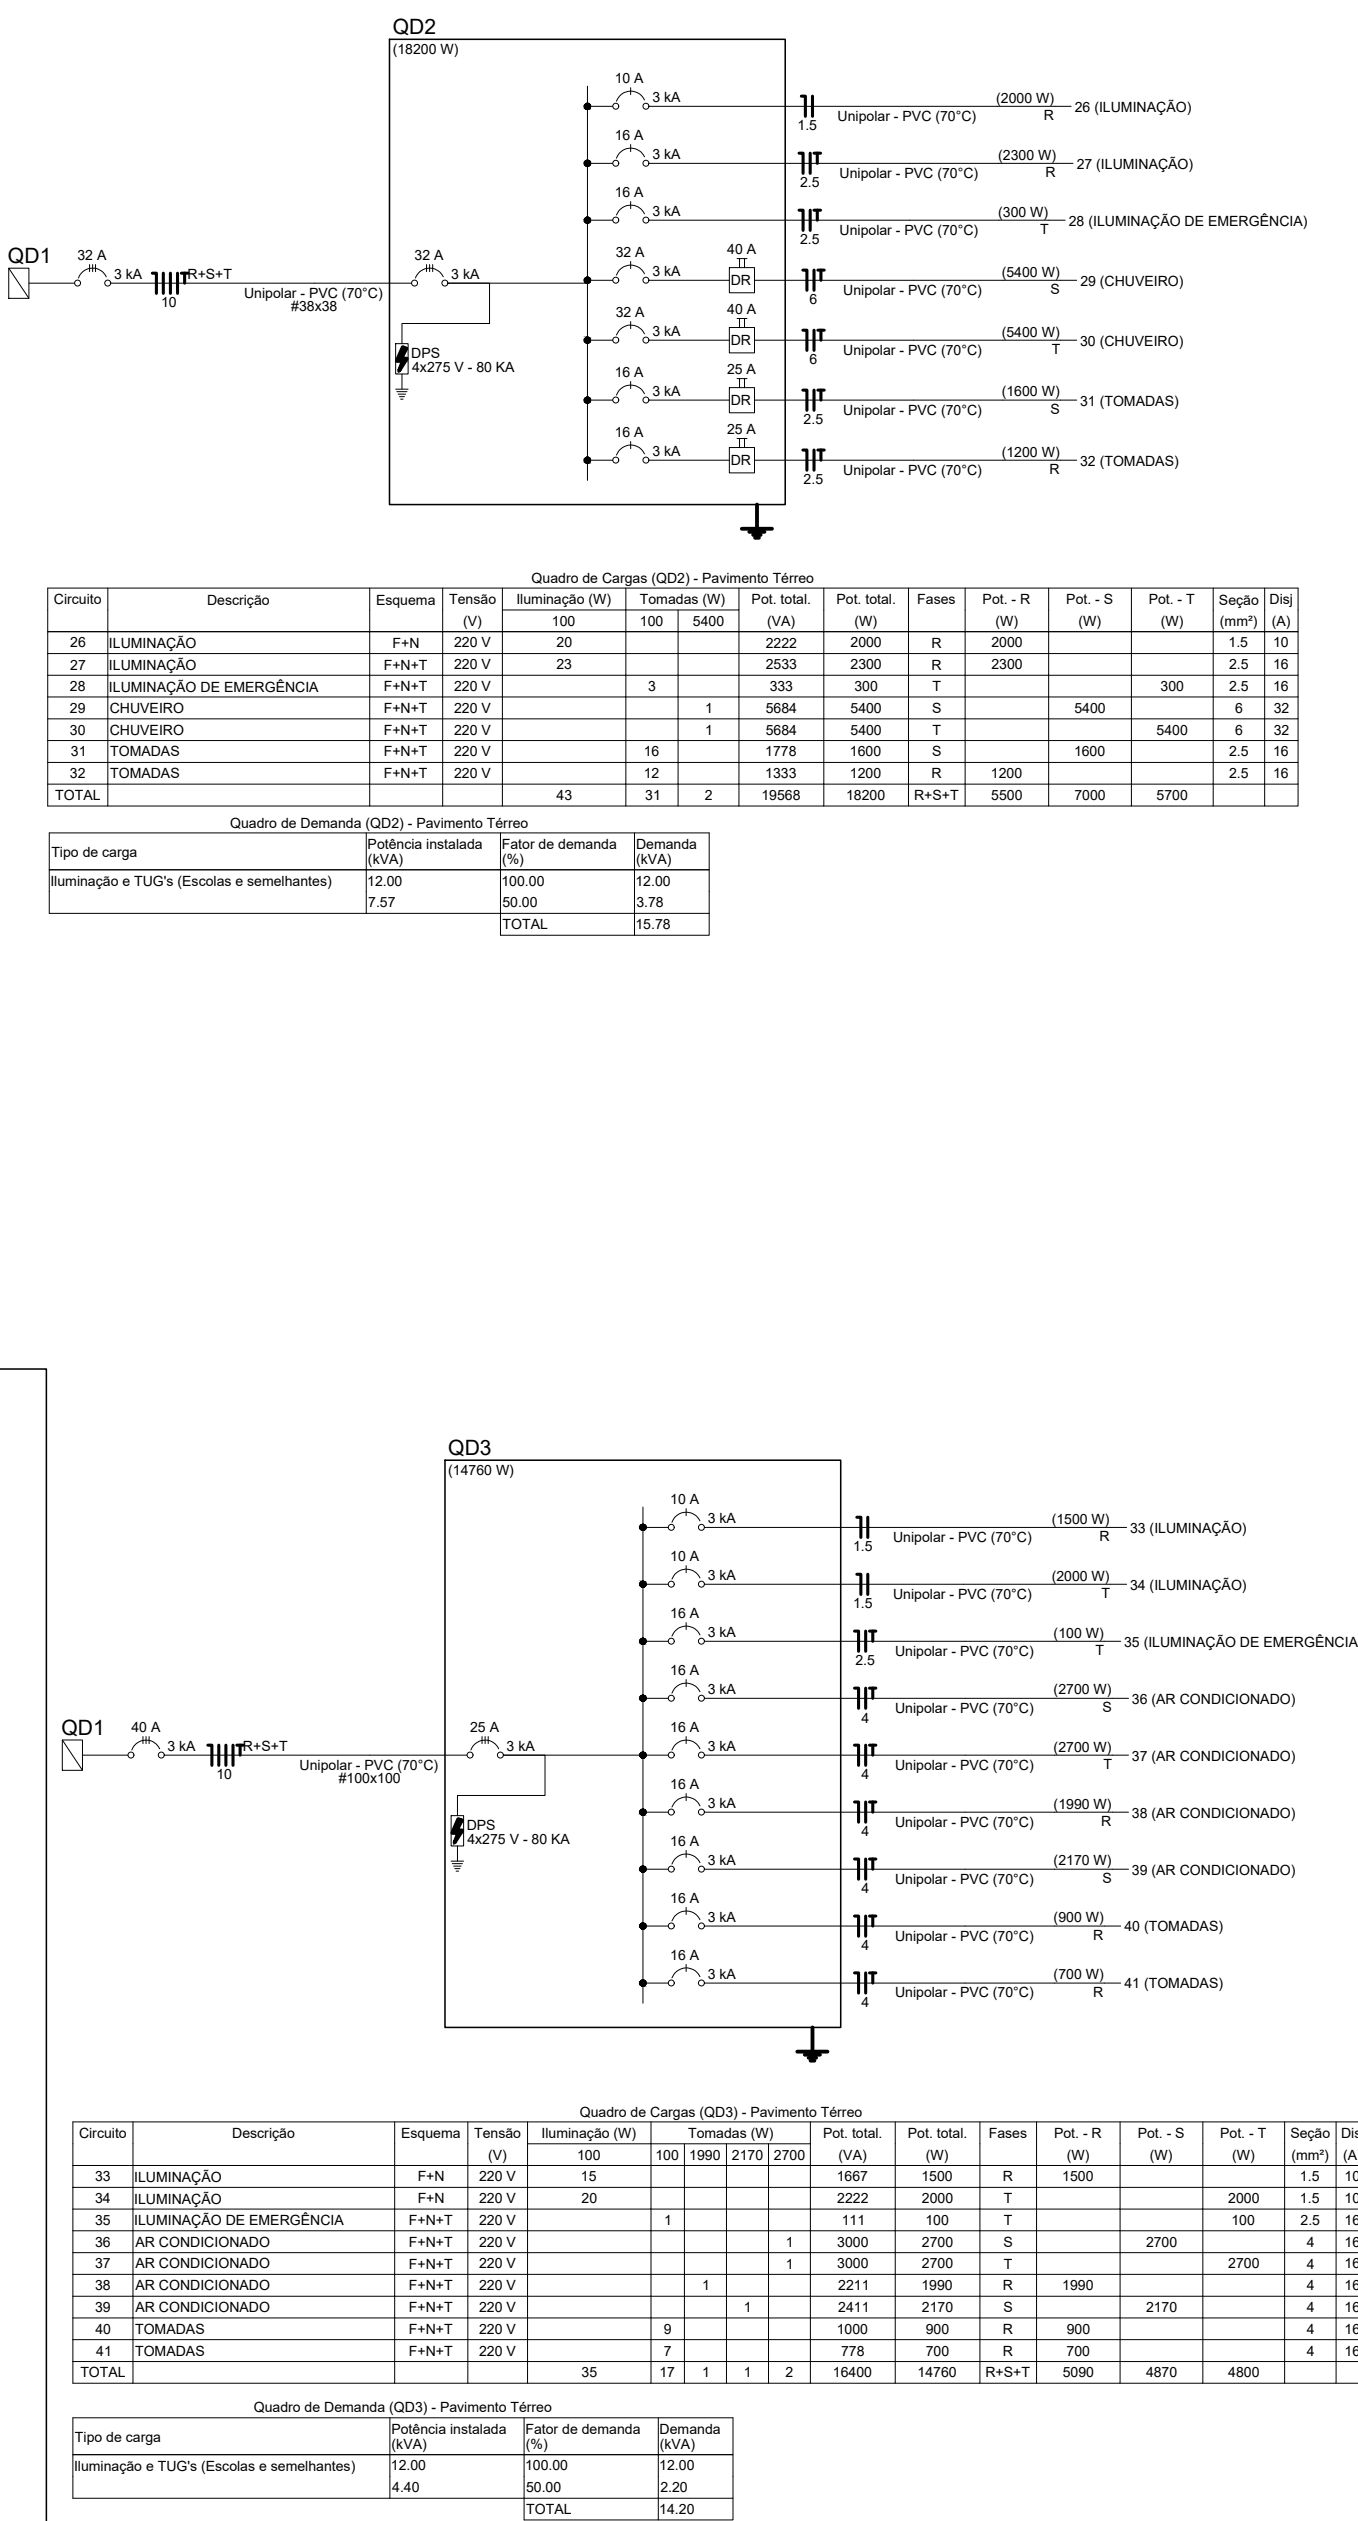 QD2
(18200 W)
10 A
3 kA
1.5
Unipolar - PVC (70°C)
(2000 W)
R
26 (ILUMINAÇÃO)
16 A
3 kA
2.5
Unipolar - PVC (70°C)
(2300 W)
R
27 (ILUMINAÇÃO)
16 A
3 kA
2.5
Unipolar - PVC (70°C)
(300 W)
T
28 (ILUMINAÇÃO DE EMERGÊNCIA)
QD1
32 A
3 kA
R+S+T
10
Unipolar - PVC (70°C)
#38x38
32 A
3 kA
DPS
4x275 V - 80 KA
32 A
3 kA
40 A
DR
6
Unipolar - PVC (70°C)
(5400 W)
S
29 (CHUVEIRO)
32 A
3 kA
40 A
DR
6
Unipolar - PVC (70°C)
(5400 W)
T
30 (CHUVEIRO)
16 A
3 kA
25 A
DR
2.5
Unipolar - PVC (70°C)
(1600 W)
S
31 (TOMADAS)
16 A
3 kA
25 A
DR
2.5
Unipolar - PVC (70°C)
(1200 W)
R
32 (TOMADAS)
Quadro de Cargas (QD2) - Pavimento Térreo
Circuito Descrição Esquema Tensão Iluminação (W) Tomadas (W) Pot. total. Pot. total. Fases Pot. - R Pot. - S Pot. - T Seção Disj
(V) 100 100 5400 (VA) (W) (W) (W) (W) (mm²) (A)
26 ILUMINAÇÃO F+N 220 V 20 2222 2000 R 2000 1.5 10
27 ILUMINAÇÃO F+N+T 220 V 23 2533 2300 R 2300 2.5 16
28 ILUMINAÇÃO DE EMERGÊNCIA F+N+T 220 V 3 333 300 T 300 2.5 16
29 CHUVEIRO F+N+T 220 V 1 5684 5400 S 5400 6 32
30 CHUVEIRO F+N+T 220 V 1 5684 5400 T 5400 6 32
31 TOMADAS F+N+T 220 V 16 1778 1600 S 1600 2.5 16
32 TOMADAS F+N+T 220 V 12 1333 1200 R 1200 2.5 16
TOTAL 43 31 2 19568 18200 R+S+T 5500 7000 5700
Quadro de Demanda (QD2) - Pavimento Térreo
Tipo de carga Potência instalada Fator de demanda Demanda
(kVA) (%) (kVA)
Iluminação e TUG's (Escolas e semelhantes) 12.00 100.00 12.00
7.57 50.00 3.78
TOTAL 15.78
QD3
(14760 W)
10 A
3 kA
1.5
Unipolar - PVC (70°C)
(1500 W)
R
33 (ILUMINAÇÃO)
10 A
3 kA
1.5
Unipolar - PVC (70°C)
(2000 W)
T
34 (ILUMINAÇÃO)
16 A
3 kA
2.5
Unipolar - PVC (70°C)
(100 W)
T
35 (ILUMINAÇÃO DE EMERGÊNCIA
16 A
3 kA
4
Unipolar - PVC (70°C)
(2700 W)
S
36 (AR CONDICIONADO)
QD1
40 A
3 kA
R+S+T
10
Unipolar - PVC (70°C)
#100x100
25 A
3 kA
DPS
4x275 V - 80 KA
16 A
3 kA
4
Unipolar - PVC (70°C)
(2700 W)
T
37 (AR CONDICIONADO)
16 A
3 kA
4
Unipolar - PVC (70°C)
(1990 W)
R
38 (AR CONDICIONADO)
16 A
3 kA
4
Unipolar - PVC (70°C)
(2170 W)
S
39 (AR CONDICIONADO)
16 A
3 kA
4
Unipolar - PVC (70°C)
(900 W)
R
40 (TOMADAS)
16 A
3 kA
4
Unipolar - PVC (70°C)
(700 W)
R
41 (TOMADAS)
Quadro de Cargas (QD3) - Pavimento Térreo
Circuito Descrição Esquema Tensão Iluminação (W) Tomadas (W) Pot. total. Pot. total. Fases Pot. - R Pot. - S Pot. - T Seção
(V) 100 100 1990 2170 2700 (VA) (W) (W) (W) (W) (mm²)
33 ILUMINAÇÃO F+N 220 V 15 1667 1500 R 1500 1.5
34 ILUMINAÇÃO F+N 220 V 20 2222 2000 T 2000 1.5
35 ILUMINAÇÃO DE EMERGÊNCIA F+N+T 220 V 1 111 100 T 100 2.5
36 AR CONDICIONADO F+N+T 220 V 1 3000 2700 S 2700 4
37 AR CONDICIONADO F+N+T 220 V 1 3000 2700 T 2700 4
38 AR CONDICIONADO F+N+T 220 V 1 2211 1990 R 1990 4
39 AR CONDICIONADO F+N+T 220 V 1 2411 2170 S 2170 4
40 TOMADAS F+N+T 220 V 9 1000 900 R 900 4
41 TOMADAS F+N+T 220 V 7 778 700 R 700 4
TOTAL 35 17 1 1 2 16400 14760 R+S+T 5090 4870 4800
Quadro de Demanda (QD3) - Pavimento Térreo
Tipo de carga Potência instalada Fator de demanda Demanda
(kVA) (%) (kVA)
Iluminação e TUG's (Escolas e semelhantes) 12.00 100.00 12.00
4.40 50.00 2.20
TOTAL 14.20